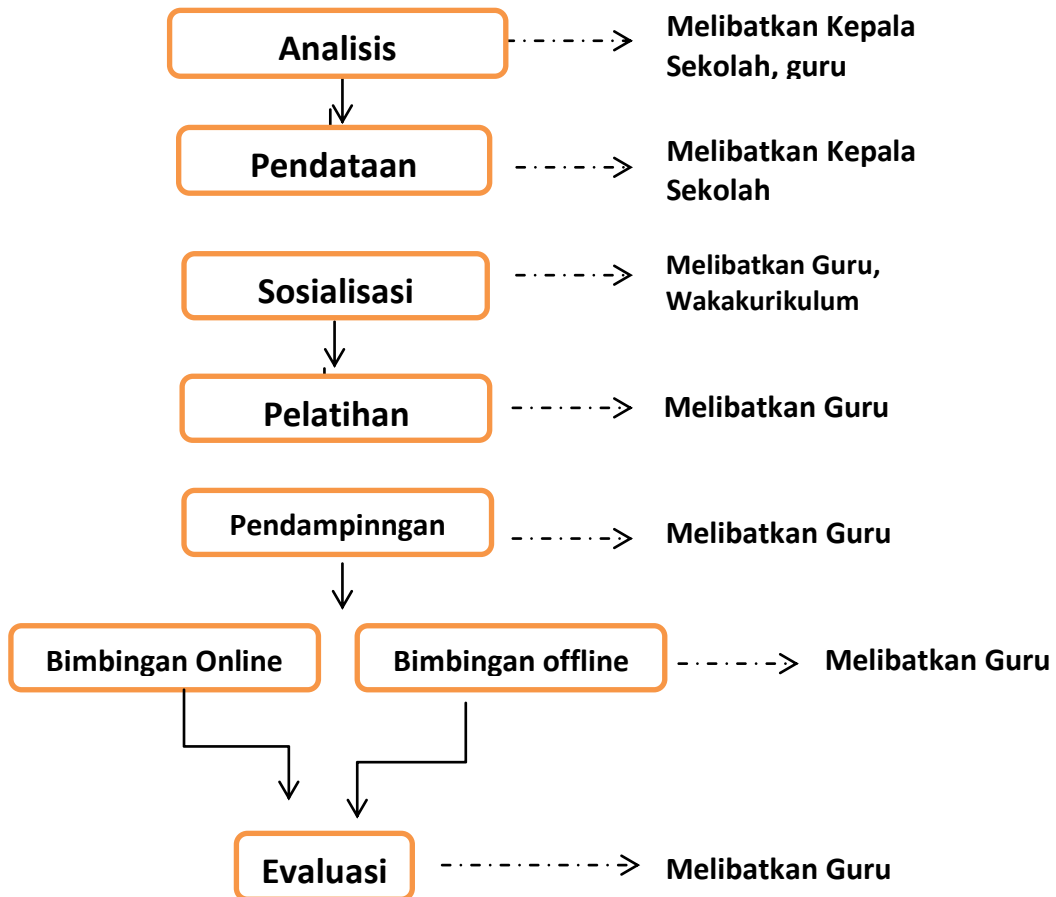 Analisis
Melibatkan Kepala
Sekolah, guru
Pendataan
Melibatkan Kepala
Sekolah
Sosialisasi
Melibatkan Guru,
Wakakurikulum
Pelatihan
Melibatkan Guru
Pendampinngan
Melibatkan Guru
Bimbingan Online
Bimbingan offline
Melibatkan Guru
Evaluasi
Melibatkan Guru